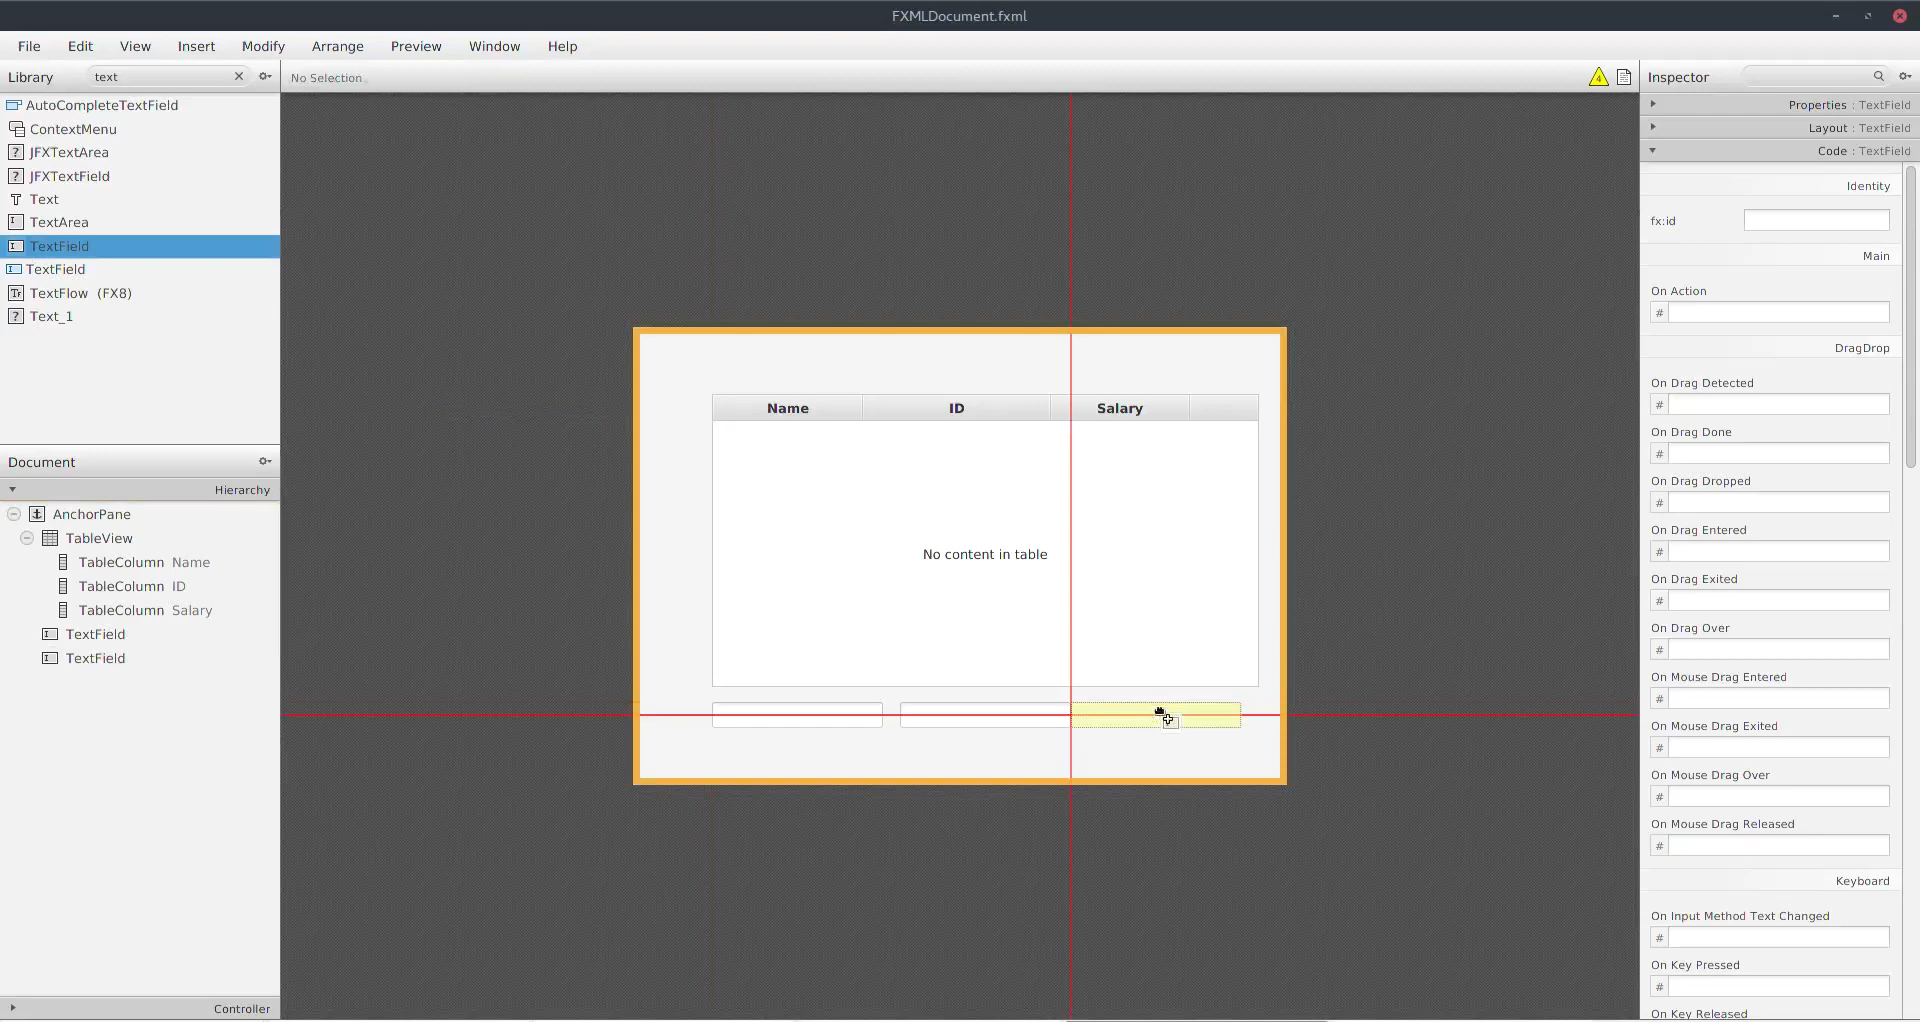 FXMLDocument.fxml
File Edit View Insert Modify Arrange Preview Window Help
Library text
No Selection
4
Inspector
AutoCompleteTextField
ContextMenu
JFXTextArea
JFXTextField
Text
TextArea
TextField
TextField
TextFlow (FX8)
Text_1
Document
Hierarchy
AnchorPane
TableView
TableColumn Name
TableColumn ID
TableColumn Salary
TextField
TextField
Controller
Name ID Salary
No content in table
Properties : TextField
Layout : TextField
Code : TextField
Identity
fx:id
Main
On Action
#
DragDrop
On Drag Detected
#
On Drag Done
#
On Drag Dropped
#
On Drag Entered
#
On Drag Exited
#
On Drag Over
#
On Mouse Drag Entered
#
On Mouse Drag Exited
#
On Mouse Drag Over
#
On Mouse Drag Released
#
Keyboard
On Input Method Text Changed
#
On Key Pressed
#
On Key Released